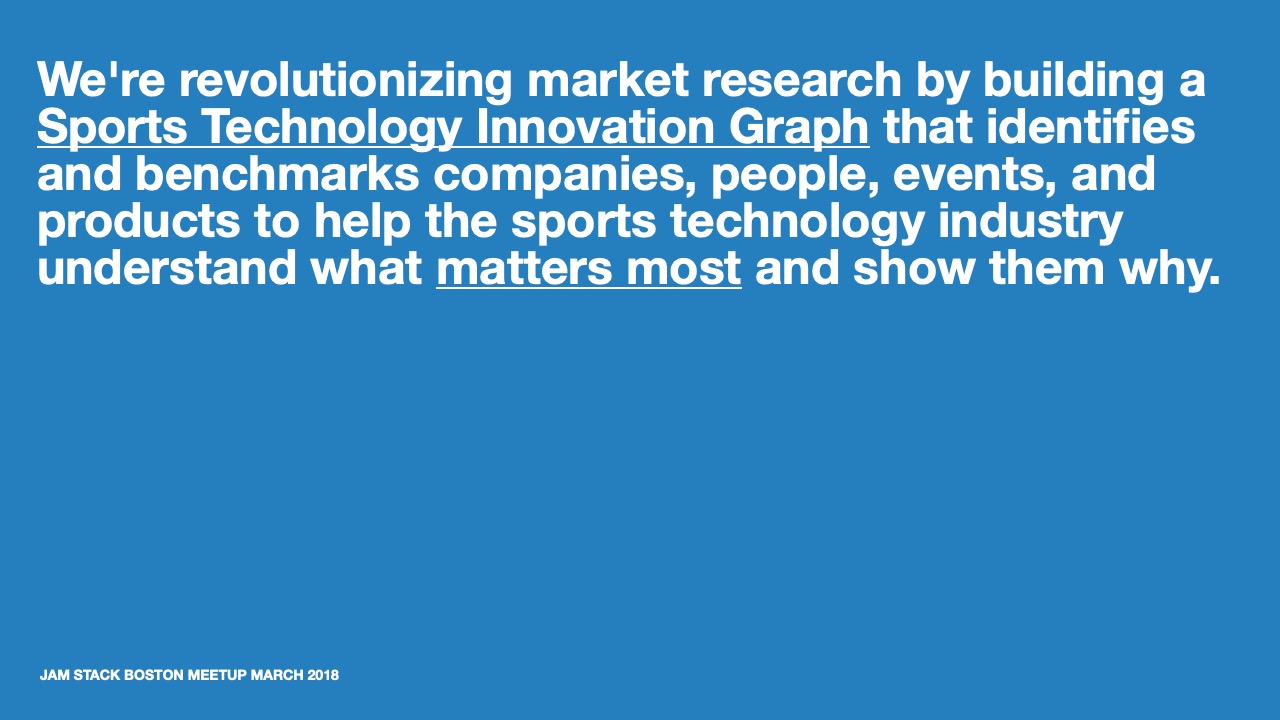 We're revolutionizing market research by building a
Sports Technology Innovation Graph that identifies
and benchmarks companies, people, events, and
products to help the sports technology industry
understand what matters most and show them why.
JAM STACK BOSTON MEETUP MARCH 2018